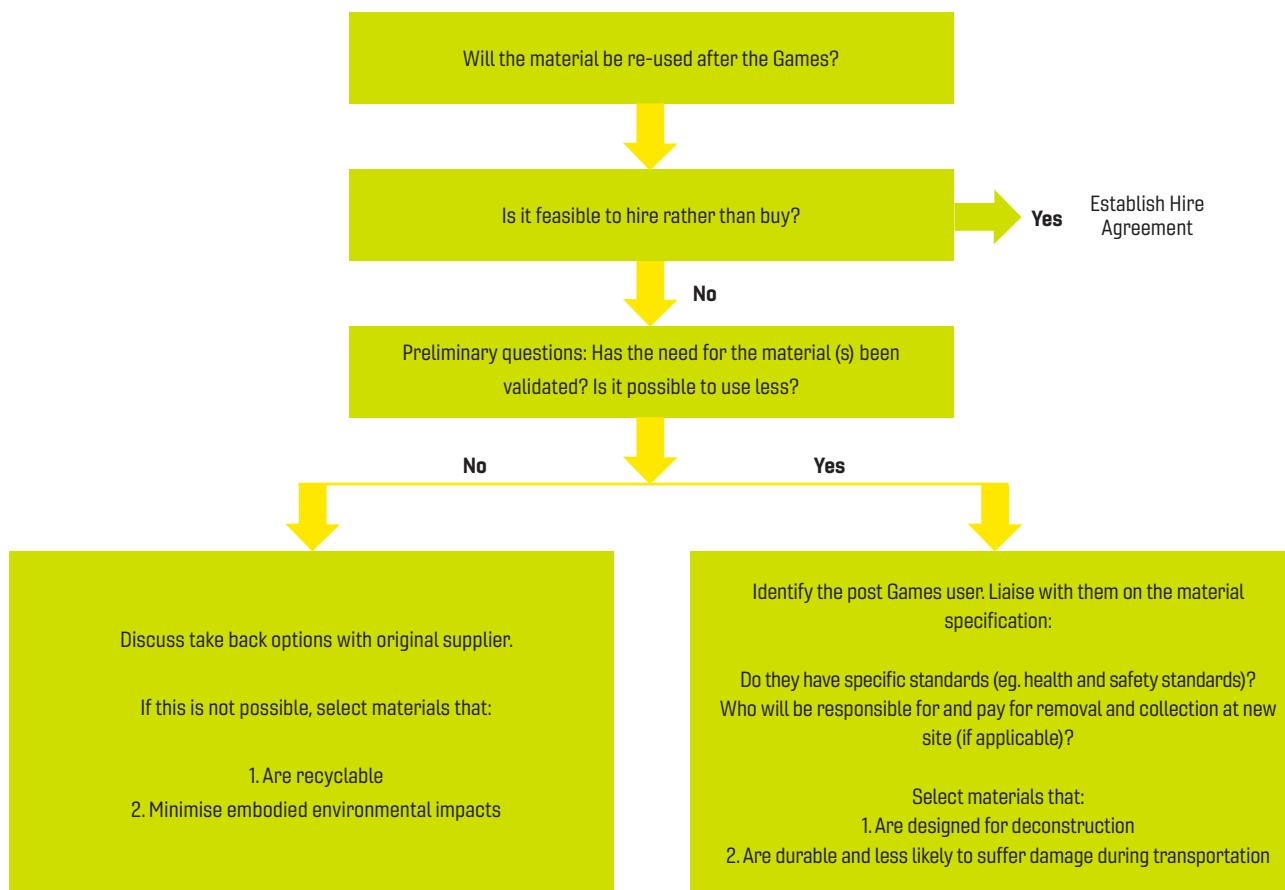 Will the material be re-used after the Games?
Is it feasible to hire rather than buy?
Yes
Establish Hire
Agreement
No
Preliminary questions: Has the need for the material (s) been
validated? Is it possible to use less?
No
Yes
Discuss take back options with original supplier.
If this is not possible, select materials that:
1. Are recyclable
2. Minimise embodied environmental impacts
Identify the post Games user. Liaise with them on the material
specification:
Do they have specific standards (eg. health and safety standards)?
Who will be responsible for and pay for removal and collection at new
site (if applicable)?
Select materials that:
1. Are designed for deconstruction
2. Are durable and less likely to suffer damage during transportation